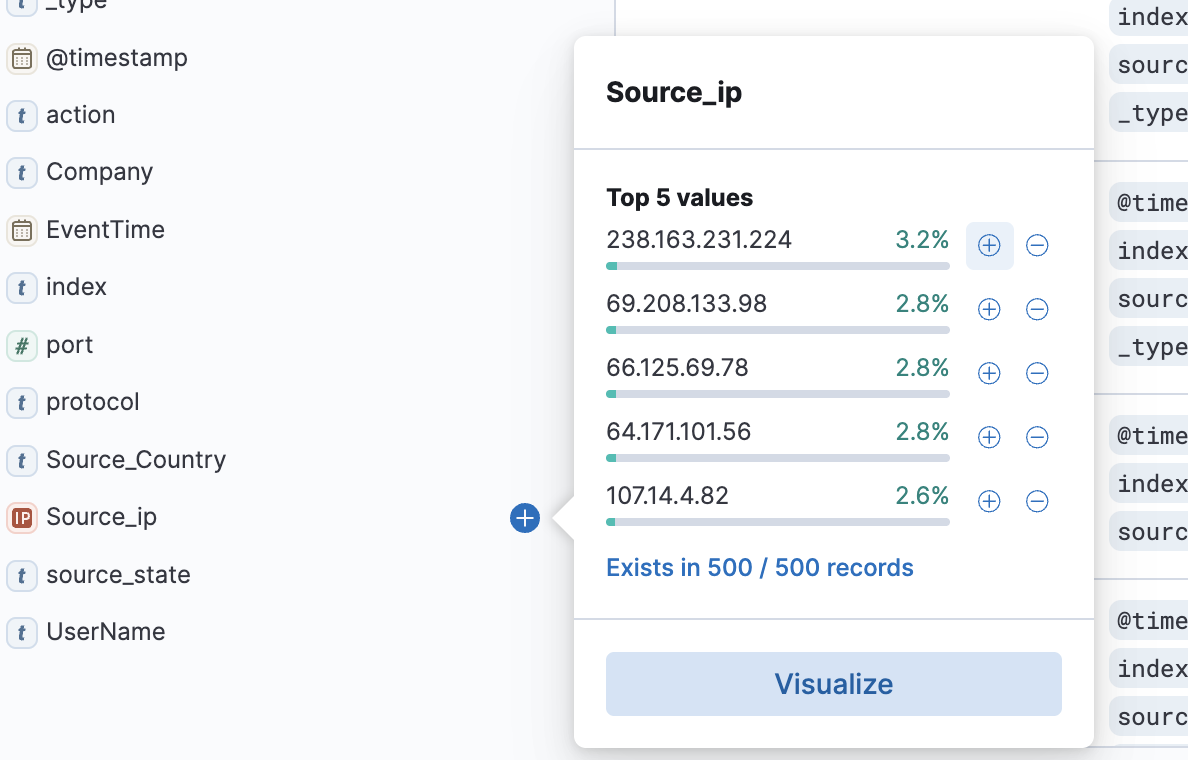 _type
@timestamp
action
Company
EventTime
index
port
protocol
Source_Country
Source_ip
source_state
UserName
Source_ip
Top 5 values
238.163.231.224 3.2%
69.208.133.98 2.8%
66.125.69.78 2.8%
64.171.101.56 2.8%
107.14.4.82 2.6%
Exists in 500 / 500 records
Visualize
index
sourc
_type
@time
index
sourc
_type
@time
index
sourc
@time
index
sourc